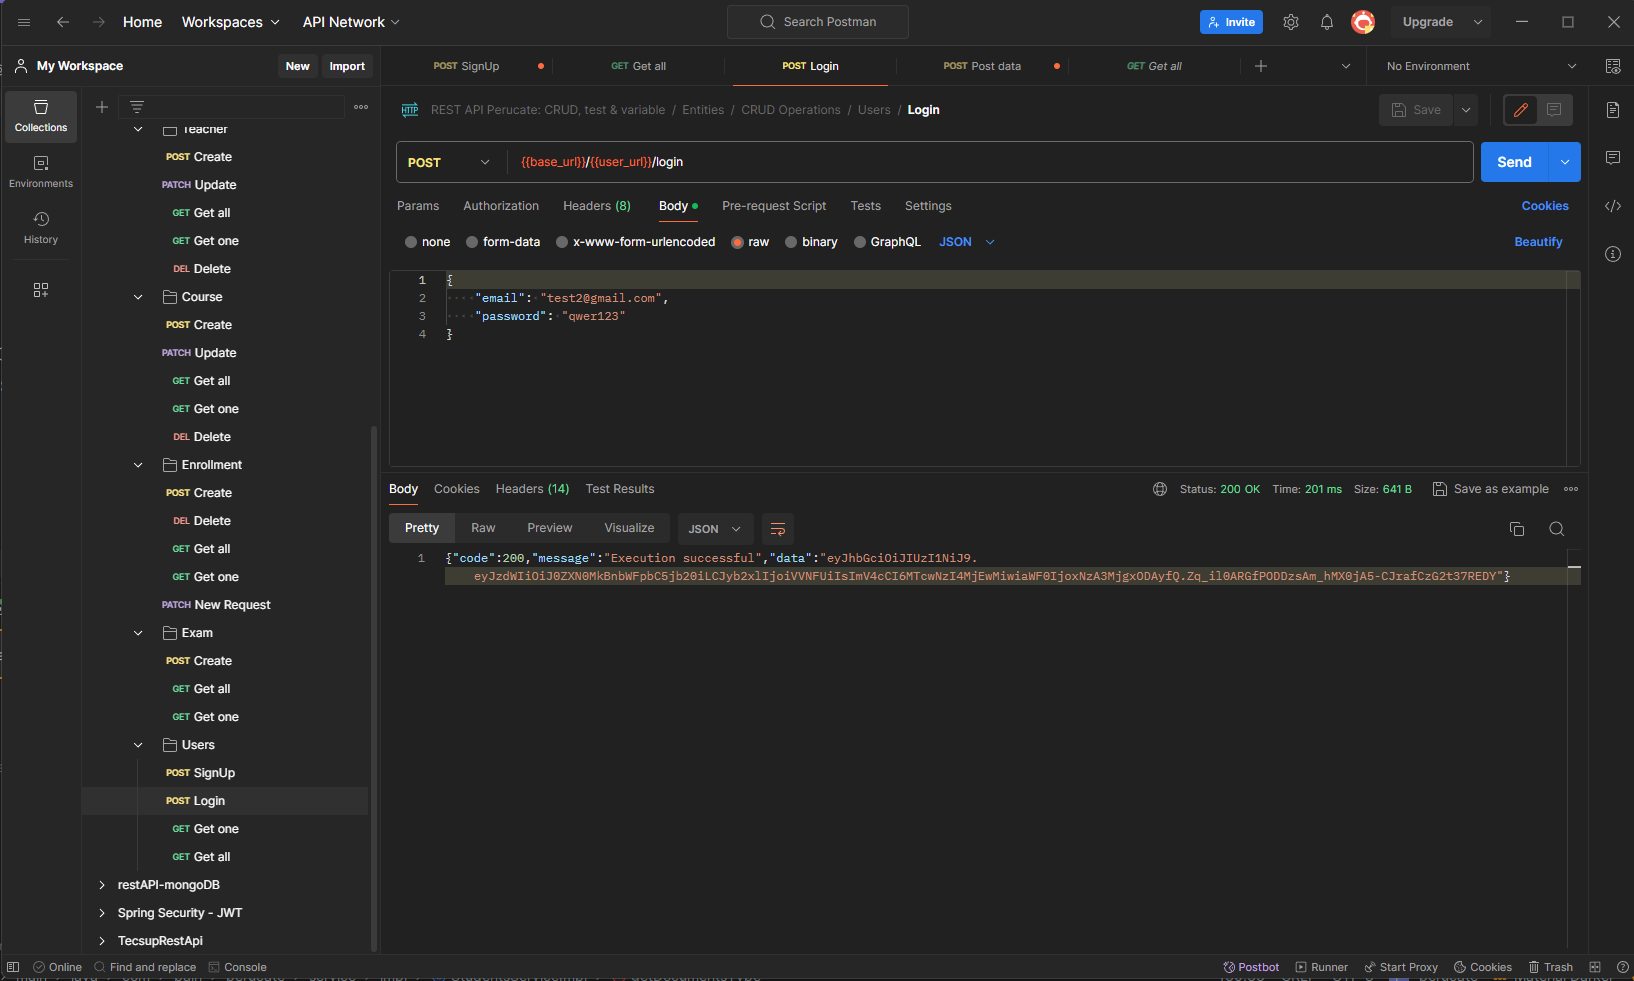 Home
Workspaces
API Network
Search Postman
Invite
Upgrade
My Workspace
New
Import
POST SignUp
GET Get all
POST Login
POST Post data
GET Get all
No Environment
Collections
Environments
History
Teacher
POST Create
PATCH Update
GET Get all
GET Get one
DEL Delete
Course
POST Create
PATCH Update
GET Get all
GET Get one
DEL Delete
Enrollment
POST Create
DEL Delete
GET Get all
GET Get one
PATCH New Request
Exam
POST Create
GET Get all
GET Get one
Users
POST SignUp
POST Login
GET Get one
GET Get all
restAPI-mongoDB
Spring Security - JWT
TecsupRestApi
HTTP REST API Perucate: CRUD, test & variable / Entities / CRUD Operations / Users / Login
Save
POST
{{base_url}}/{{user_url}}/login
Send
Params
Authorization
Headers (8)
Body
Pre-request Script
Tests
Settings
Cookies
none
form-data
x-www-form-urlencoded
raw
binary
GraphQL
JSON
Beautify
1 {
2 "email": "test2@gmail.com",
3 "password": "qwer123"
4 }
Body
Cookies
Headers (14)
Test Results
Status: 200 OK
Time: 201 ms
Size: 641 B
Save as example
Pretty
Raw
Preview
Visualize
JSON
1 {"code":200,"message":"Execution successful","data":"eyJhbGciOiJIUzI1NiJ9.
eyJzdWIiOiJ0ZXN0MkBnbWFpbC5jb20iLCJyb2xlIjoiVVNFUiIsImV4cCI6MTcwNzI4MjEwMiwiaWF0IjoxNzA3MjgxODAyfQ.Zq_il0ARGfPODDzsAm_hMX0jA5-CJrafCzG2t37REDY"}
Online
Find and replace
Console
Postbot
Runner
Start Proxy
Cookies
Trash